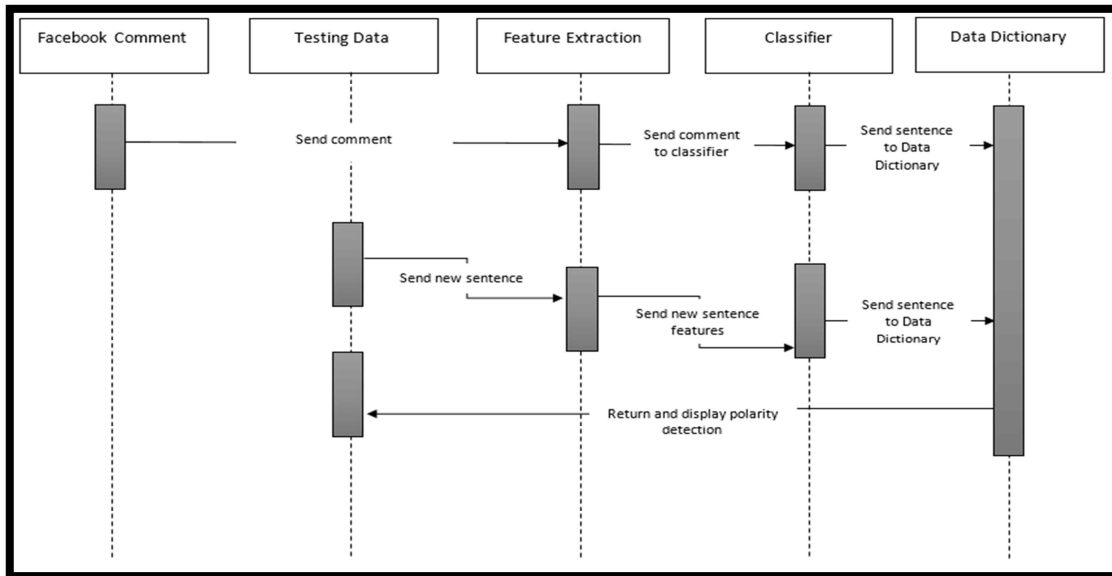 Facebook Comment
Testing Data
Feature Extraction
Classifier
Data Dictionary
Send comment
Send comment
to classifier
Send sentence
to Data
Dictionary
Send new sentence
Send new sentence
features
Send sentence
to Data
Dictionary
Return and display polarity
detection